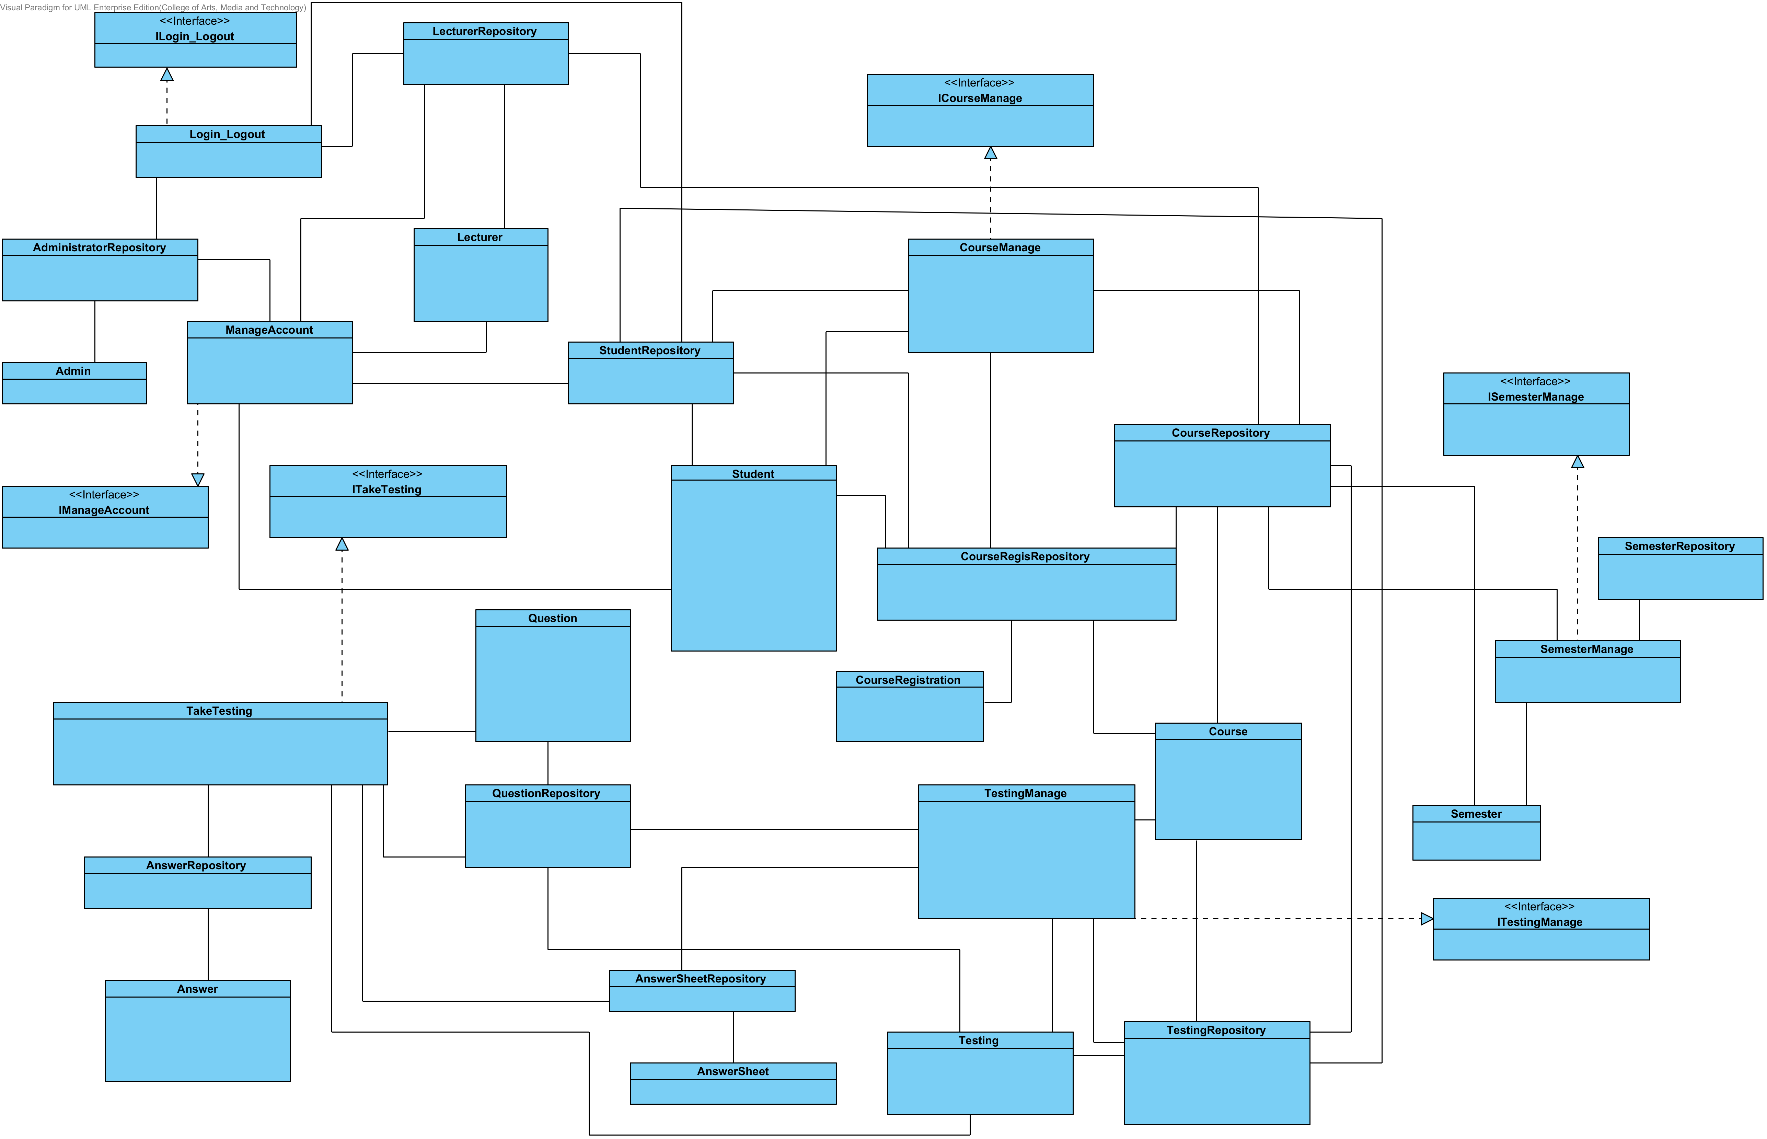 Visual Paradigm for UML Enterprise Edition(College of Arts, Media and Technology)
<<Interface>>
ILogin_Logout
LecturerRepository
<<Interface>>
ICourseManage
Login_Logout
Lecturer
AdministratorRepository
CourseManage
ManageAccount
StudentRepository
Admin
<<Interface>>
ISemesterManage
CourseRepository
<<Interface>>
ITakeTesting
Student
<<Interface>>
IManageAccount
SemesterRepository
CourseRegisRepository
Question
SemesterManage
CourseRegistration
TakeTesting
Course
QuestionRepository
TestingManage
Semester
AnswerRepository
<<Interface>>
ITestingManage
AnswerSheetRepository
Answer
TestingRepository
Testing
AnswerSheet